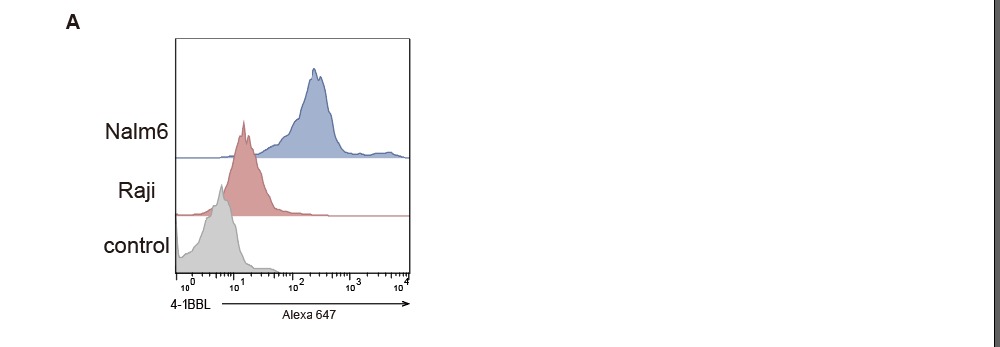 A
Nalm6
Raji
control
10^0 10^1 10^2 10^3 10^4
4-1BBL
Alexa 647